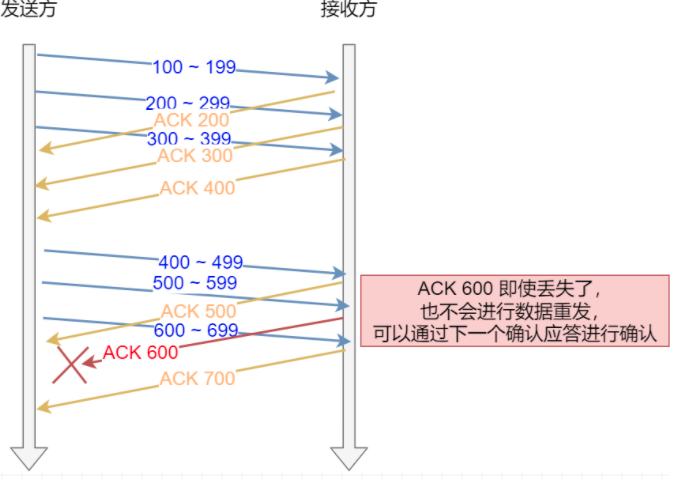 发送方
接收方
100 ~ 199
200 ~ 299
ACK 200
300 ~ 399
ACK 300
ACK 400
400 ~ 499
500 ~ 599
ACK 500
600 ~ 699
ACK 600
ACK 700
ACK 600 即使丢失了，
也不会进行数据重发，
可以通过下一个确认应答进行确认